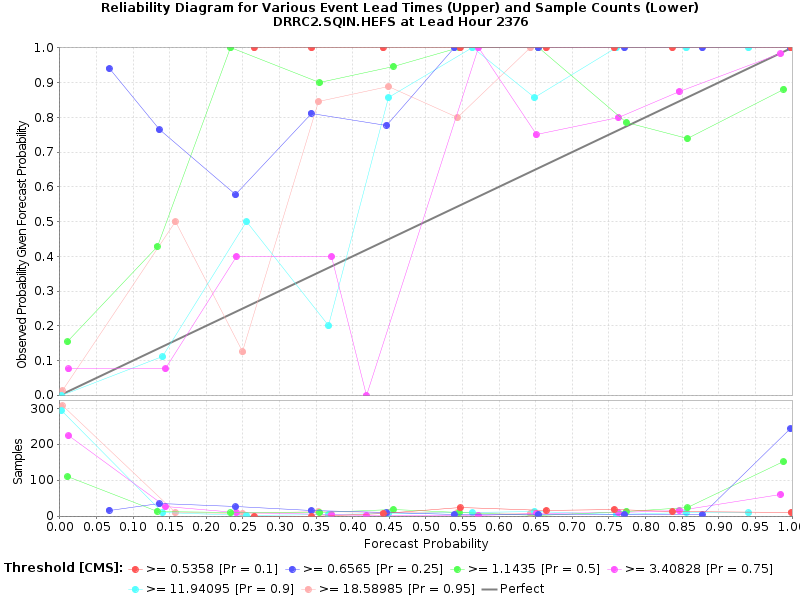 Reliability Diagram for Various Event Lead Times (Upper) and Sample Counts (Lower)
DRRC2.SQIN.HEFS at Lead Hour 2376
Observed Probability Given Forecast Probability
1.0
0.9
0.8
0.7
0.6
0.5
0.4
0.3
0.2
0.1
0.0
Samples
300
200
100
0
0.00 0.05 0.10 0.15 0.20 0.25 0.30 0.35 0.40 0.45 0.50 0.55 0.60 0.65 0.70 0.75 0.80 0.85 0.90 0.95 1.0
Forecast Probability
Threshold [CMS]: >= 0.5358 [Pr = 0.1] >= 0.6565 [Pr = 0.25] >= 1.1435 [Pr = 0.5] >= 3.40828 [Pr = 0.75]
>= 11.94095 [Pr = 0.9] >= 18.58985 [Pr = 0.95] Perfect